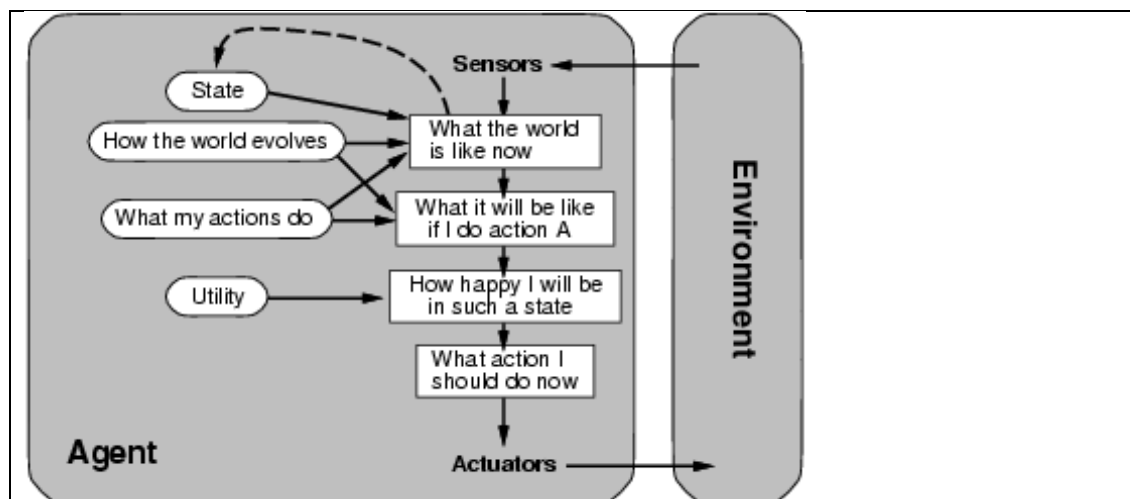 Sensors
State
What the world
is like now
How the world evolves
What it will be like
if I do action A
What my actions do
How happy I will be
in such a state
Utility
What action I
should do now
Agent
Actuators
Environment